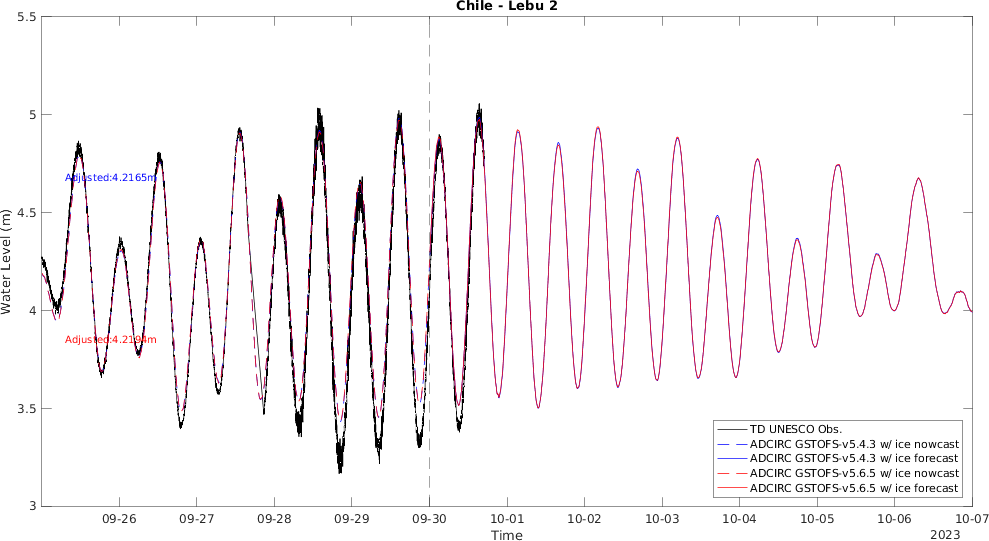 Chile - Lebu 2
5.5
5
4.5
4
3.5
3
Water Level (m)
Adjusted:4.2165m
Adjusted:4.2194m
TD UNESCO Obs.
ADCIRC GSTOFS-v5.4.3 w/ ice nowcast
ADCIRC GSTOFS-v5.4.3 w/ ice forecast
ADCIRC GSTOFS-v5.6.5 w/ ice nowcast
ADCIRC GSTOFS-v5.6.5 w/ ice forecast
09-26 09-27 09-28 09-29 09-30 10-01 10-02 10-03 10-04 10-05 10-06 10-07
Time
2023